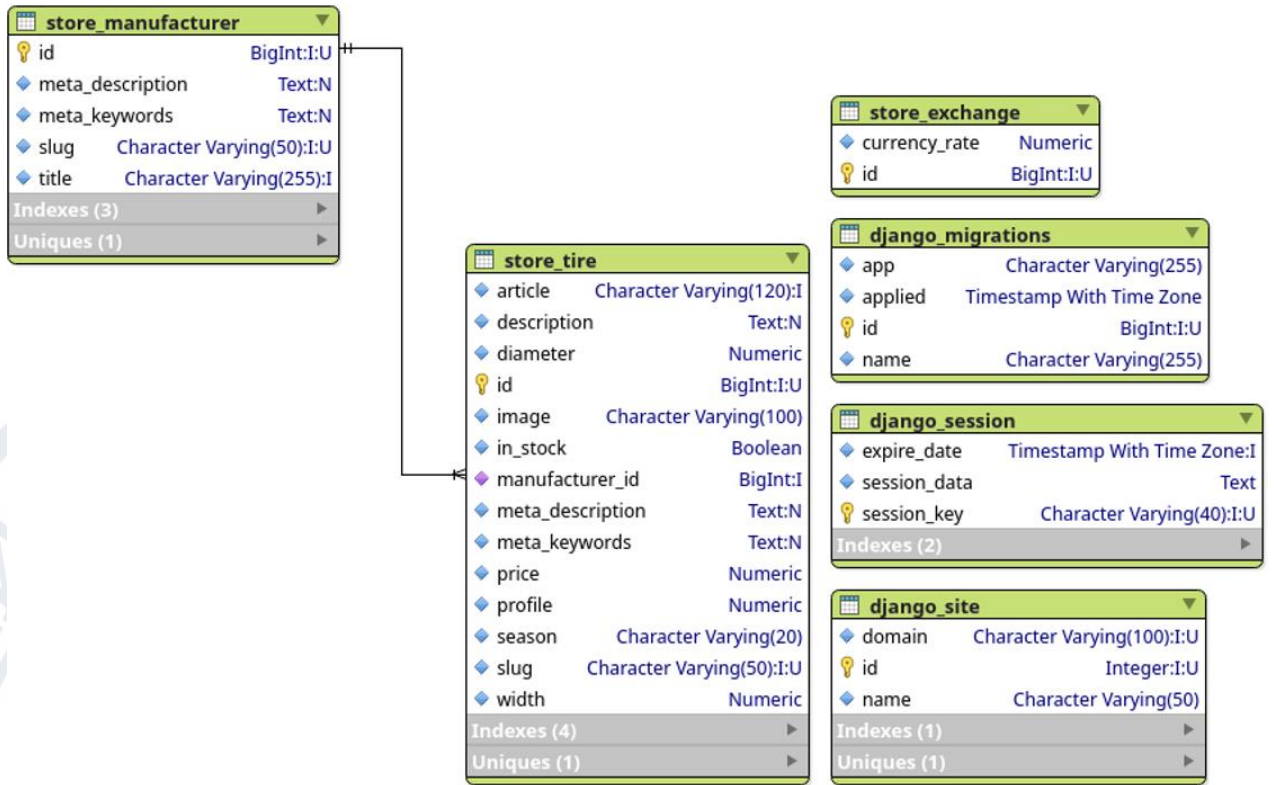 store_manufacturer
id BigInt:I:U
meta_description Text:N
meta_keywords Text:N
slug Character Varying(50):I:U
title Character Varying(255):I
Indexes (3)
Uniques (1)
store_tire
article Character Varying(120):I
description Text:N
diameter Numeric
id BigInt:I:U
image Character Varying(100)
in_stock Boolean
manufacturer_id BigInt:I
meta_description Text:N
meta_keywords Text:N
price Numeric
profile Numeric
season Character Varying(20)
slug Character Varying(50):I:U
width Numeric
Indexes (4)
Uniques (1)
store_exchange
currency_rate Numeric
id BigInt:I:U
django_migrations
app Character Varying(255)
applied Timestamp With Time Zone
id BigInt:I:U
name Character Varying(255)
django_session
expire_date Timestamp With Time Zone:I
session_data Text
session_key Character Varying(40):I:U
Indexes (2)
django_site
domain Character Varying(100):I:U
id Integer:I:U
name Character Varying(50)
Indexes (1)
Uniques (1)